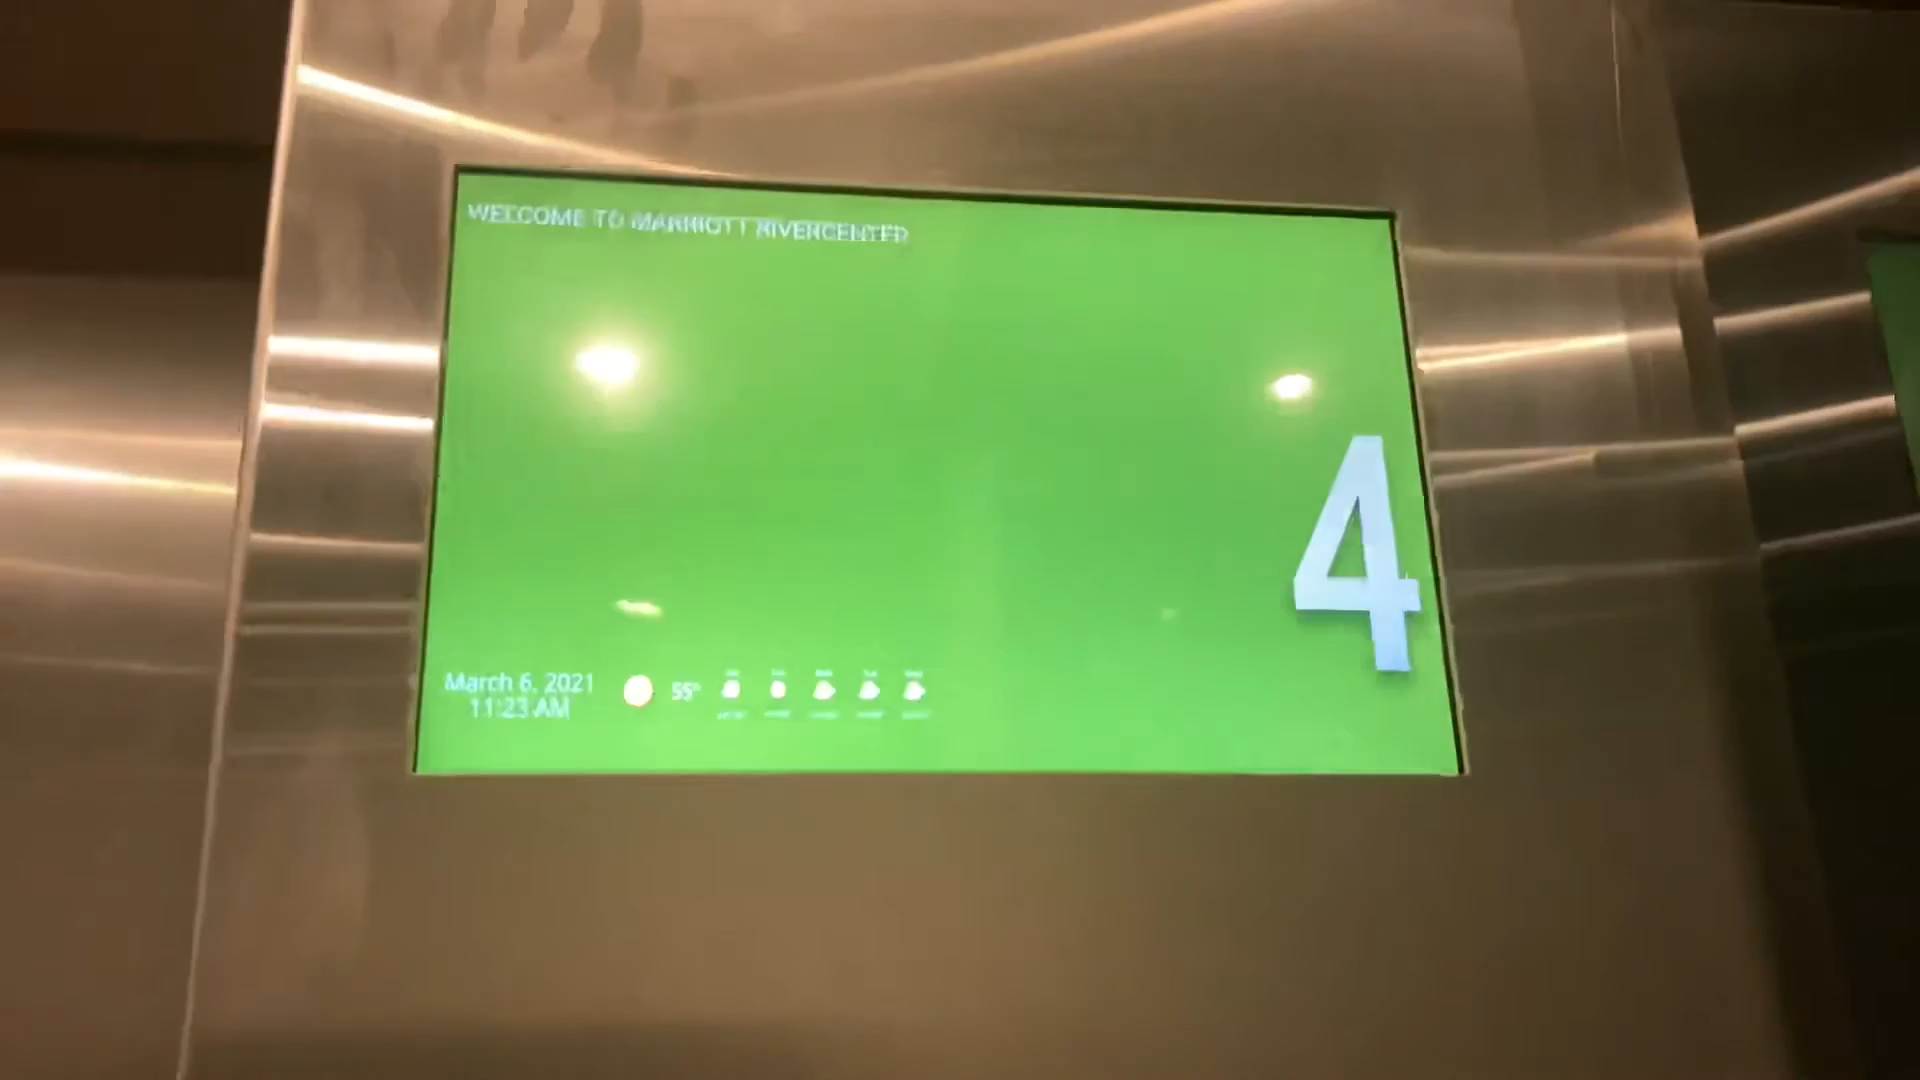 WELCOME TO MARRIOTT RIVERCENTER
4
March 6, 2021
11:23 AM
55°